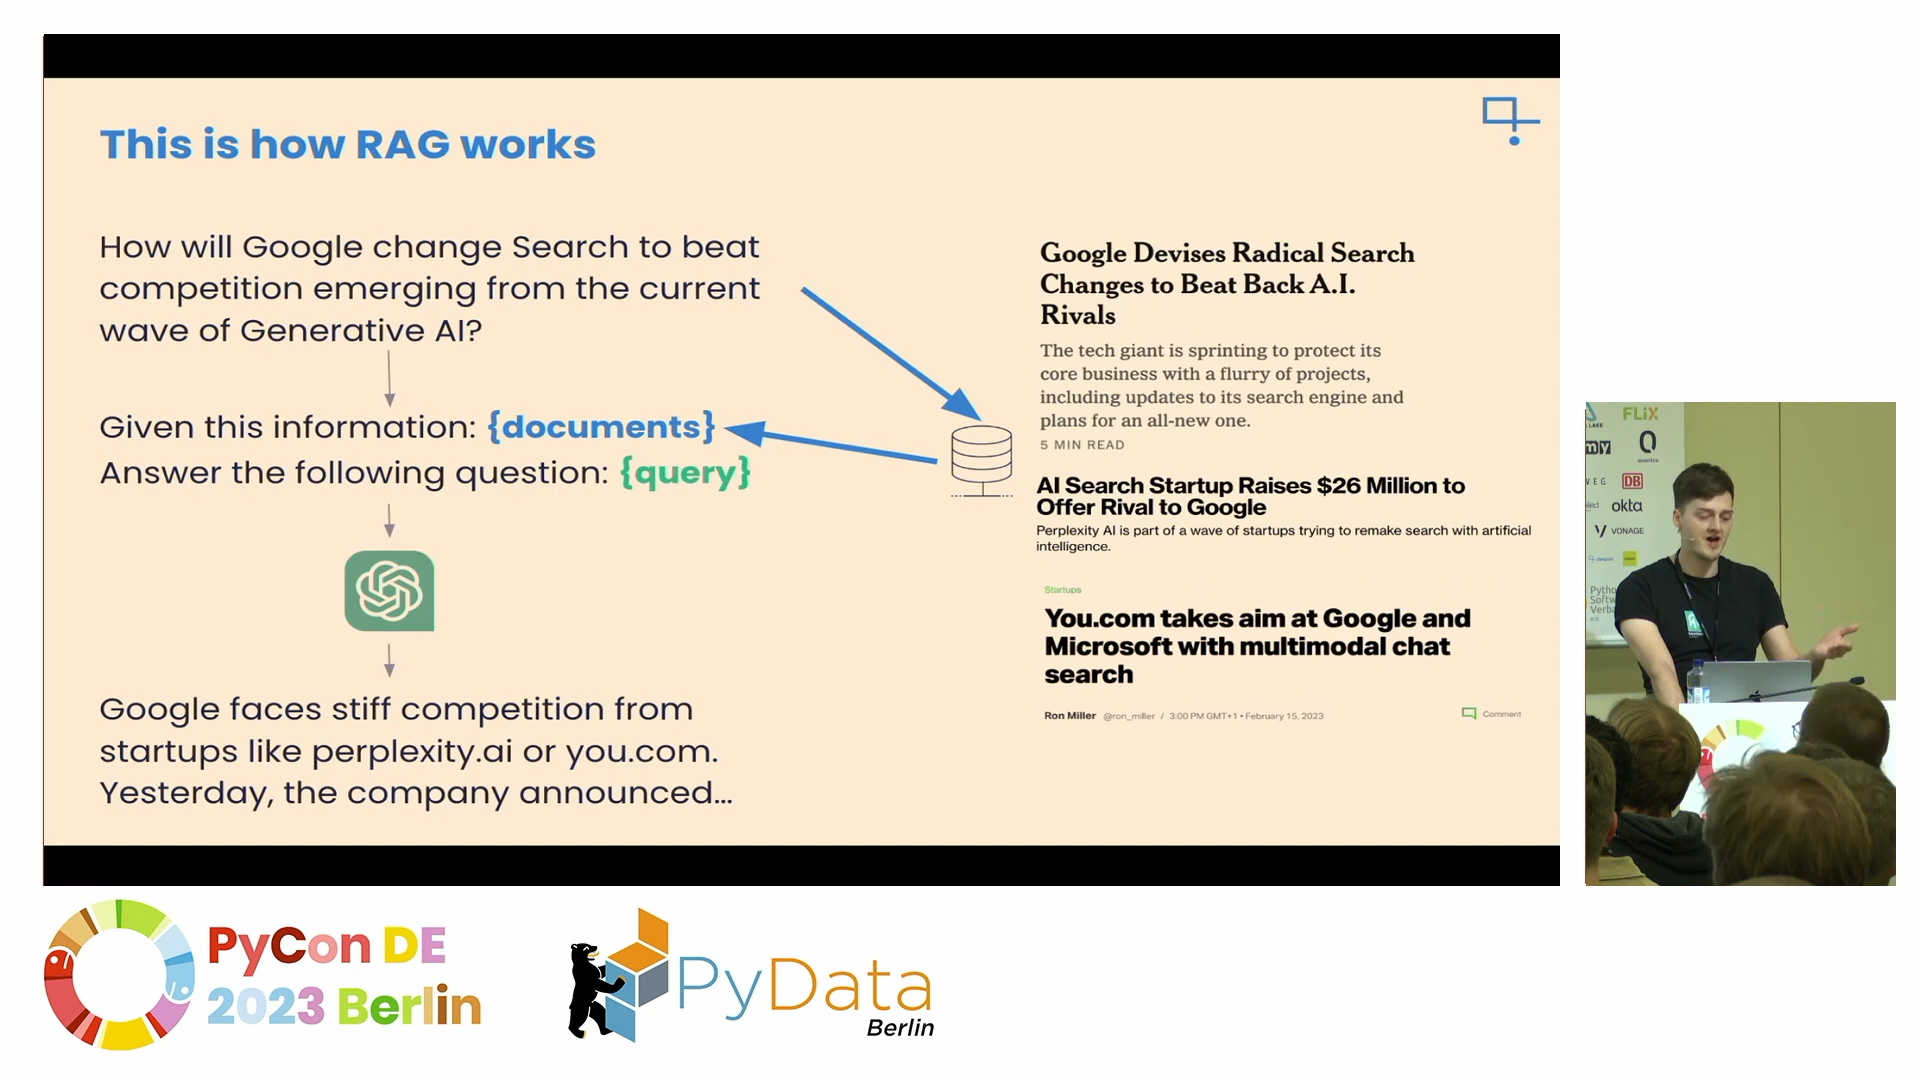 This is how RAG works
How will Google change Search to beat
competition emerging from the current
wave of Generative AI?
Given this information: {documents}
Answer the following question: {query}
Google faces stiff competition from
startups like perplexity.ai or you.com.
Yesterday, the company announced...
Google Devises Radical Search
Changes to Beat Back A.I.
Rivals
The tech giant is sprinting to protect its
core business with a flurry of projects,
including updates to its search engine and
plans for an all-new one.
5 MIN READ
AI Search Startup Raises $26 Million to
Offer Rival to Google
Perplexity AI is part of a wave of startups trying to remake search with artificial
intelligence.
Startups
You.com takes aim at Google and
Microsoft with multimodal chat
search
Ron Miller @ron_miller / 3:00 PM GMT+1 • February 15, 2023
Comment
FLiX
LAKE
quantco
DB
okta
VONAGE
Pytho
Softw
Verba
e.V.
PyCon DE
2023 Berlin
PyData
Berlin